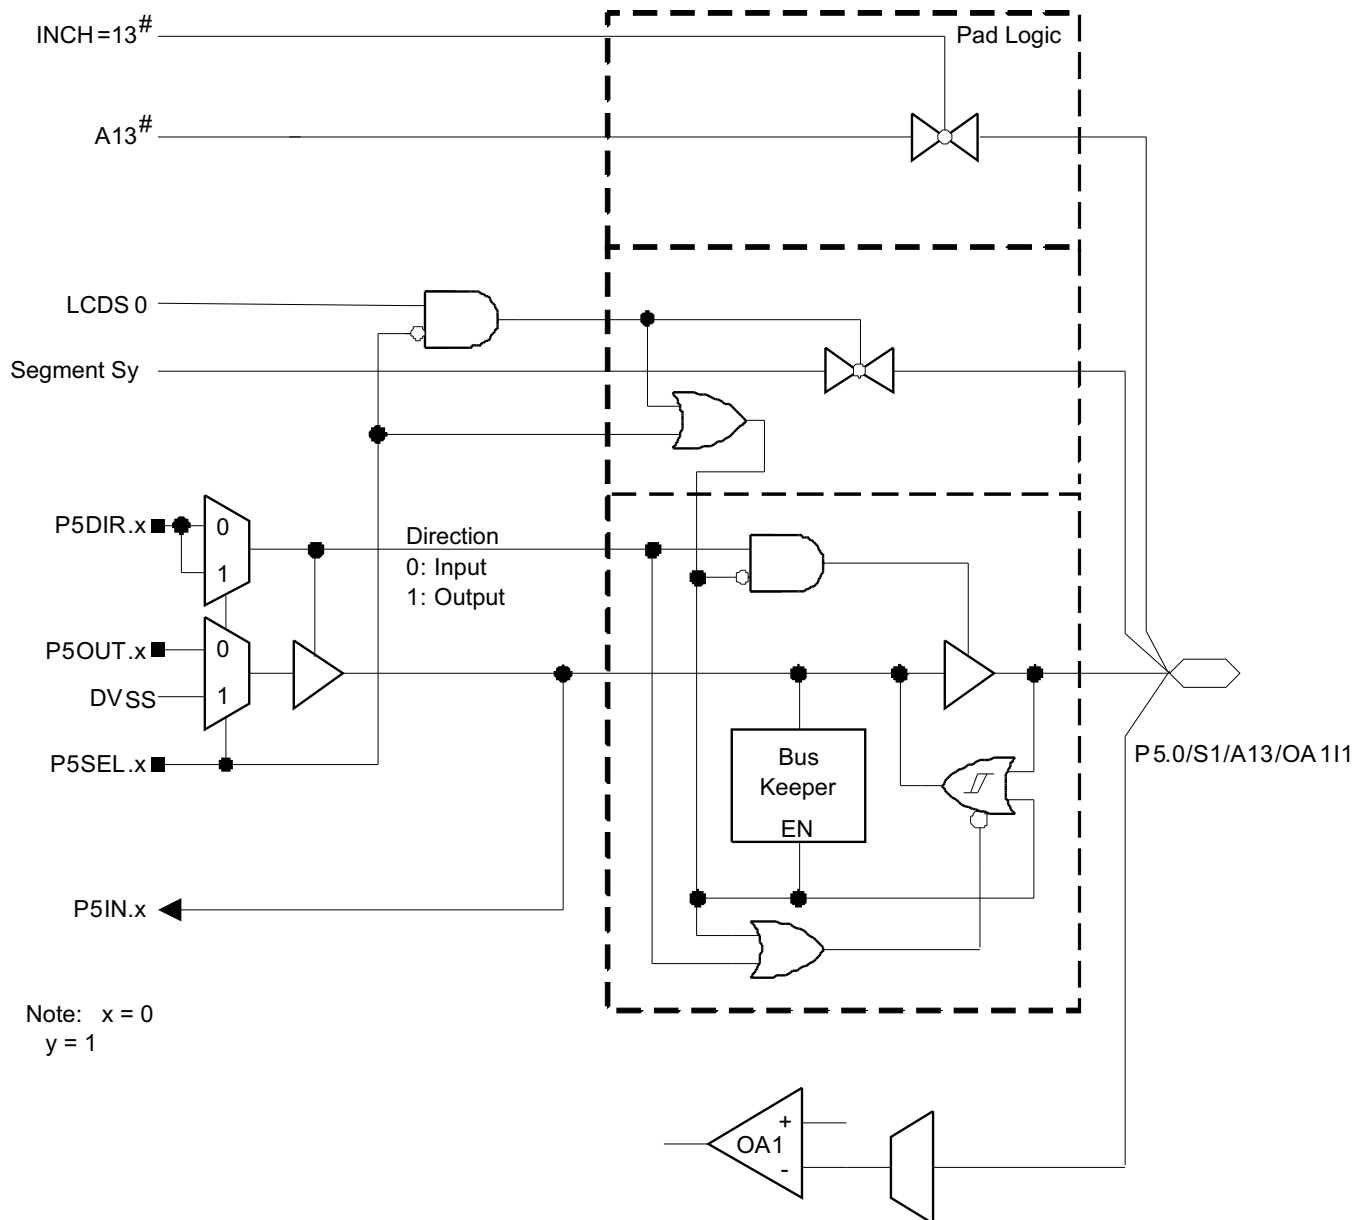 INCH=13#
Pad Logic
A13#
LCDS0
Segment Sy
P5DIR.x
0
1
Direction
0: Input
1: Output
P5OUT.x
0
DVSS
1
P5SEL.x
Bus
Keeper
EN
P5.0/S1/A13/OA1I1
P5IN.x
Note: x = 0
y = 1
+
OA1
-